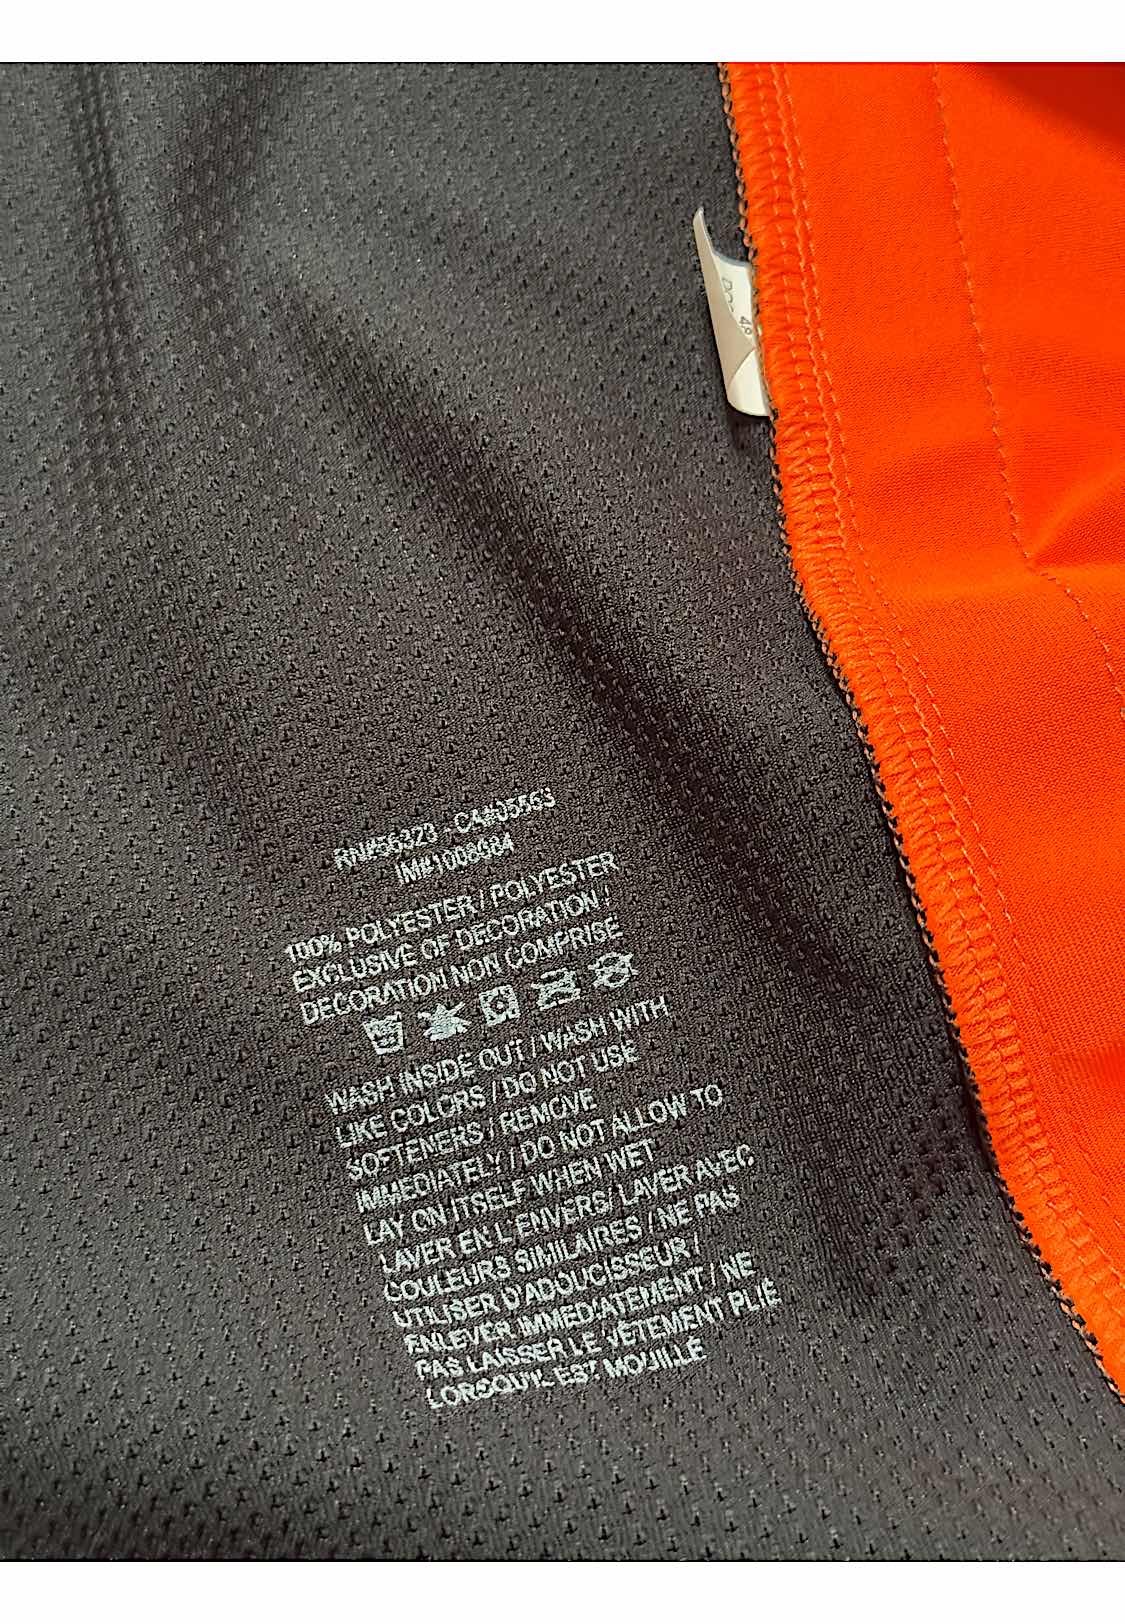 48
RN#56323 - CA#05553
IM#1008084
100% POLYESTER / POLYESTER
EXCLUSIVE OF DECORATION /
DECORATION NON COMPRISE
WASH INSIDE OUT / WASH WITH
LIKE COLORS / DO NOT USE
SOFTENERS / REMOVE
IMMEDIATELY / DO NOT ALLOW TO
LAY ON ITSELF WHEN WET
LAVER EN L'ENVERS/ LAVER AVEC
COULEURS SIMILAIRES / NE PAS
UTILISER D'ADOUCISSEUR /
ENLEVER IMMEDIATEMENT / NE
PAS LAISSER LE VÊTEMENT PLIÉ
LORSQU'IL EST MOUILLÉ